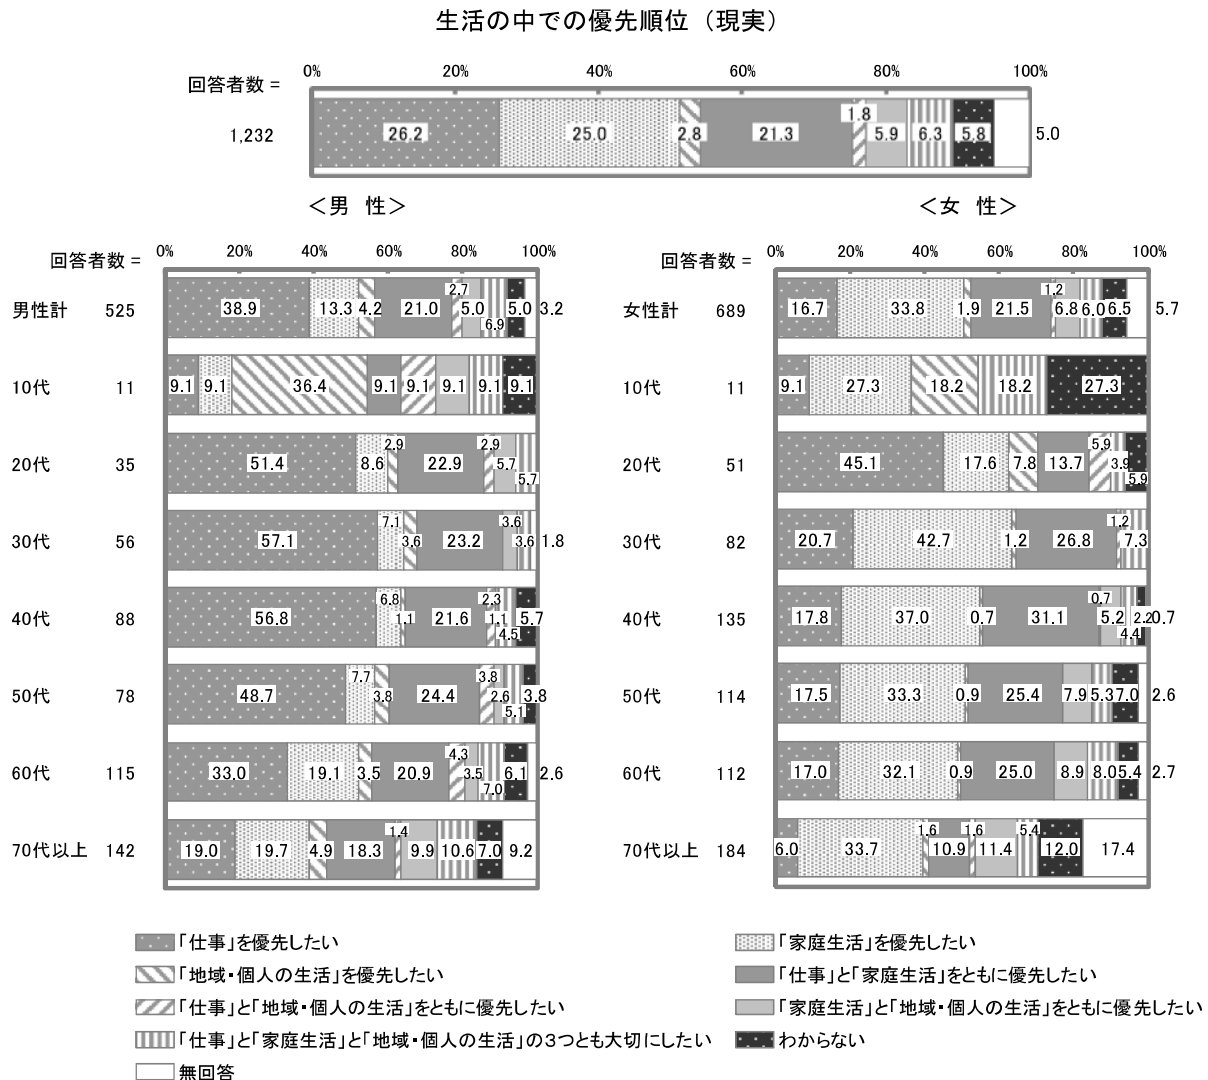 生活の中での優先順位（現実）
0% 20% 40% 60% 80% 100%
回答者数 =
1,232 26.2 25.0 2.8 21.3 1.8 5.9 6.3 5.8 5.0
＜男 性＞ ＜女 性＞
0% 20% 40% 60% 80% 100%
回答者数 =
男性計 525 38.9 13.3 4.2 21.0 2.7 5.0 6.9 5.0 3.2
10代 11 9.1 9.1 36.4 9.1 9.1 9.1 9.1 9.1
20代 35 51.4 8.6 2.9 22.9 2.9 5.7 5.7
30代 56 57.1 7.1 3.6 23.2 3.6 3.6 1.8
40代 88 56.8 6.8 1.1 21.6 2.3 1.1 4.5 5.7
50代 78 48.7 7.7 3.8 24.4 3.8 2.6 5.1 3.8
60代 115 33.0 19.1 3.5 20.9 4.3 3.5 7.0 6.1 2.6
70代以上 142 19.0 19.7 4.9 18.3 1.4 9.9 10.6 7.0 9.2
0% 20% 40% 60% 80% 100%
回答者数 =
女性計 689 16.7 33.8 1.9 21.5 1.2 6.8 6.0 6.5 5.7
10代 11 9.1 27.3 18.2 18.2 27.3
20代 51 45.1 17.6 7.8 13.7 5.9 3.9 5.9
30代 82 20.7 42.7 1.2 26.8 1.2 7.3
40代 135 17.8 37.0 0.7 31.1 0.7 5.2 4.4 2.2 0.7
50代 114 17.5 33.3 0.9 25.4 7.9 5.3 7.0 2.6
60代 112 17.0 32.1 0.9 25.0 8.9 8.0 5.4 2.7
70代以上 184 6.0 33.7 1.6 10.9 1.6 11.4 5.4 12.0 17.4
「仕事」を優先したい
「家庭生活」を優先したい
「地域・個人の生活」を優先したい
「仕事」と「家庭生活」をともに優先したい
「仕事」と「地域・個人の生活」をともに優先したい
「家庭生活」と「地域・個人の生活」をともに優先したい
「仕事」と「家庭生活」と「地域・個人の生活」の3つとも大切にしたい
わからない
無回答